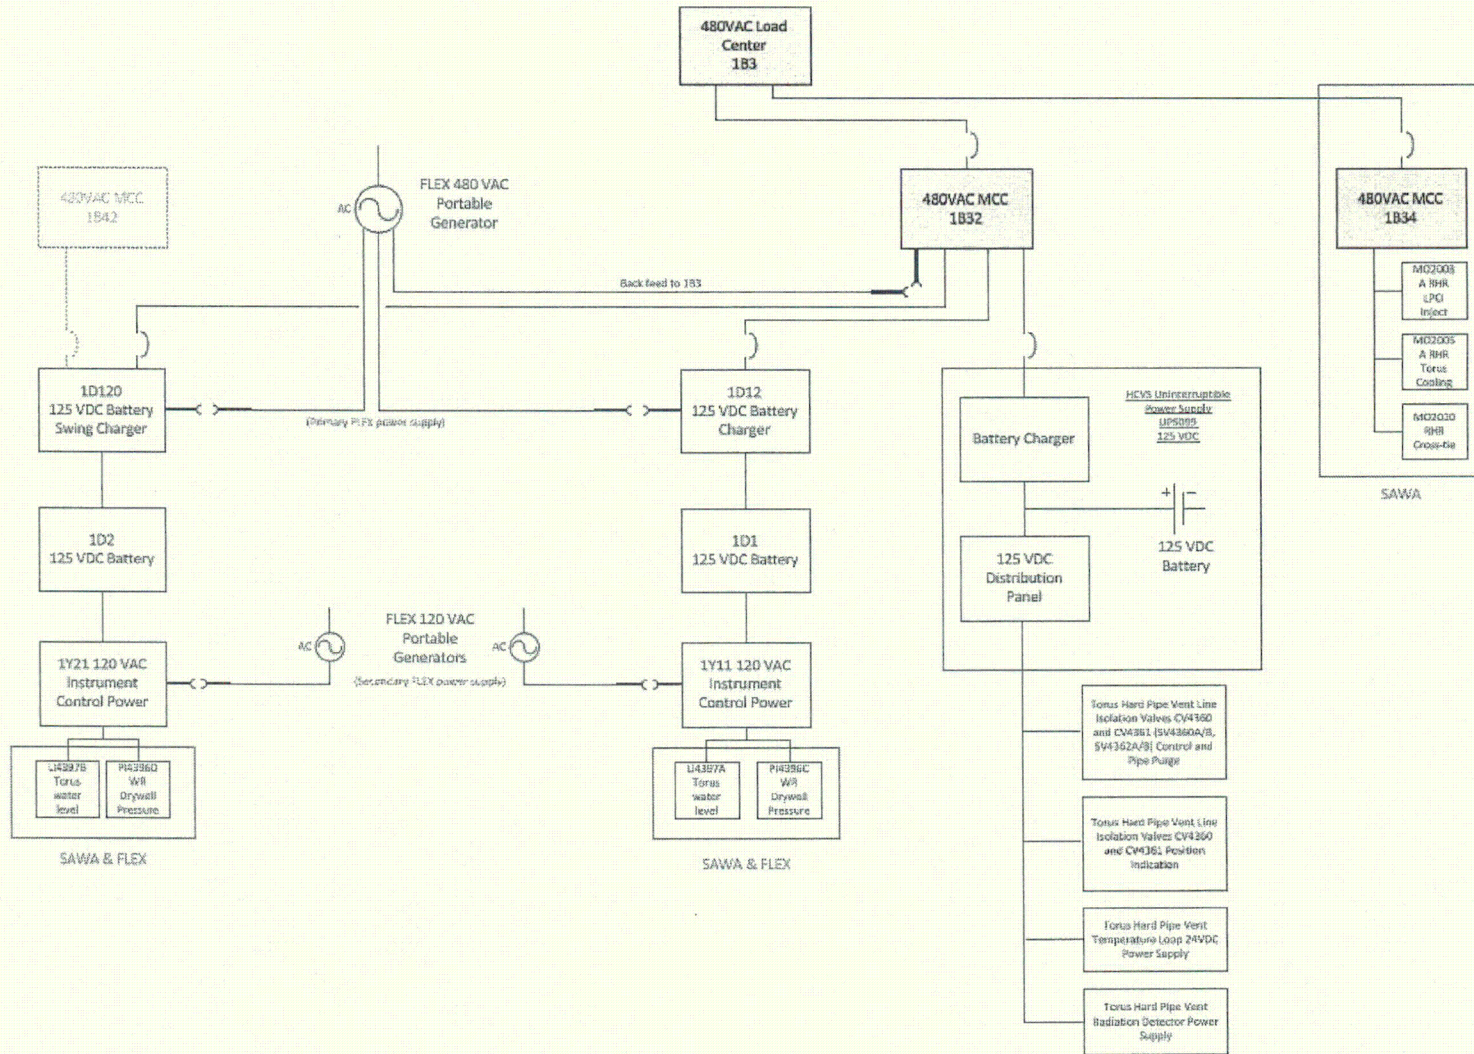 480VAC Load
Center
1B3
480VAC MCC
1B42
AC
FLEX 480 VAC
Portable
Generator
480VAC MCC
1B32
480VAC MCC
1B34
Back feed to 1B3
MO2003
A RHR
LPCI
Inject
MO2005
A RHR
Torus
Cooling
MO2010
RHR
Cross-tie
SAWA
1D120
125 VDC Battery
Swing Charger
(Primary FLEX power supply)
1D12
125 VDC Battery
Charger
Battery Charger
HCVS Uninterruptible
Power Supply
125 VDC
+ -
125 VDC
Battery
125 VDC
Distribution
Panel
1D2
125 VDC Battery
1D1
125 VDC Battery
FLEX 120 VAC
Portable
Generators
AC
AC
(Secondary FLEX power supply)
1Y21 120 VAC
Instrument
Control Power
1Y11 120 VAC
Instrument
Control Power
LI4397B
Torus
water
level
PI4396D
WR
Drywell
Pressure
SAWA & FLEX
LI4397A
Torus
water
level
PI4396C
WR
Drywell
Pressure
SAWA & FLEX
Torus Hard Pipe Vent Line
Isolation Valves CV4360
and CV4361 (SV4360A/B,
SV4362A/B) Control and
Pipe Purge
Torus Hard Pipe Vent Line
Isolation Valves CV4360
and CV4361 Position
Indication
Torus Hard Pipe Vent
Temperature Loop 24VDC
Power Supply
Torus Hard Pipe Vent
Radiation Detector Power
Supply